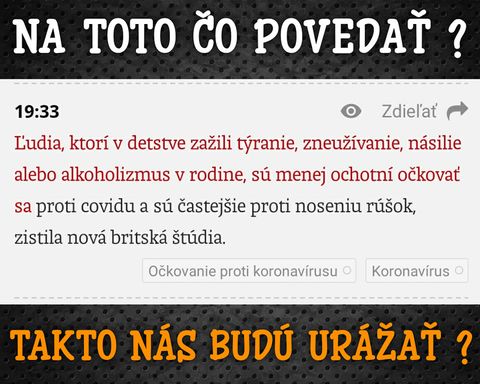 NA TOTO ČO POVEDAŤ ?
19:33 Zdieľať
Ľudia, ktorí v detstve zažili týranie, zneužívanie, násilie
alebo alkoholizmus v rodine, sú menej ochotní očkovať
sa proti covidu a sú častejšie proti noseniu rúšok,
zistila nová britská štúdia.
Očkovanie proti koronavírusu Koronavírus
TAKTO NÁS BUDÚ URÁŽAŤ ?